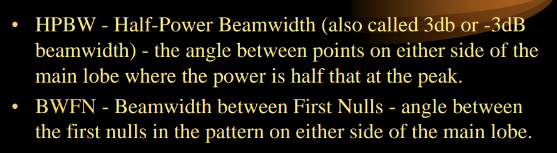 • HPBW - Half-Power Beamwidth (also called 3db or -3dB
beamwidth) - the angle between points on either side of the
main lobe where the power is half that at the peak.
• BWFN - Beamwidth between First Nulls - angle between
the first nulls in the pattern on either side of the main lobe.